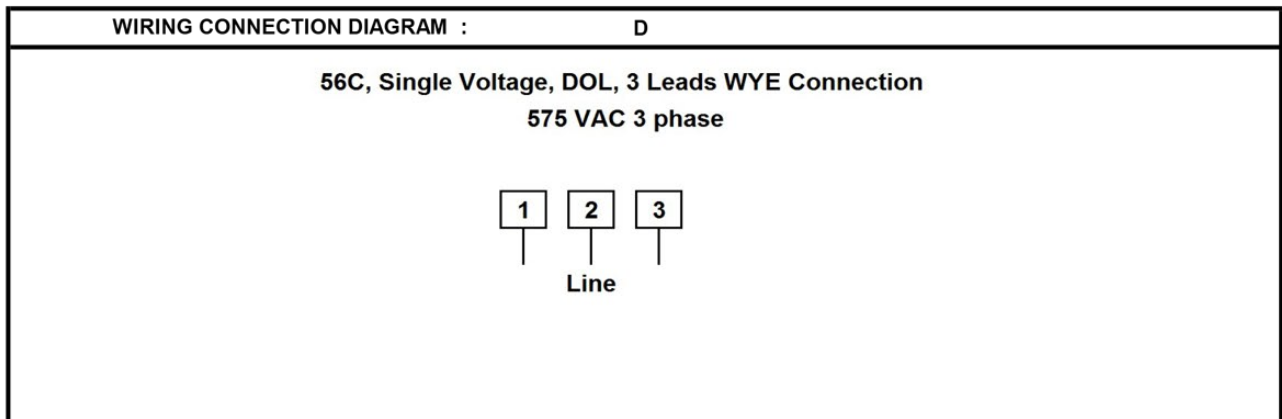 WIRING CONNECTION DIAGRAM : D
56C, Single Voltage, DOL, 3 Leads WYE Connection
575 VAC 3 phase
1 2 3
Line